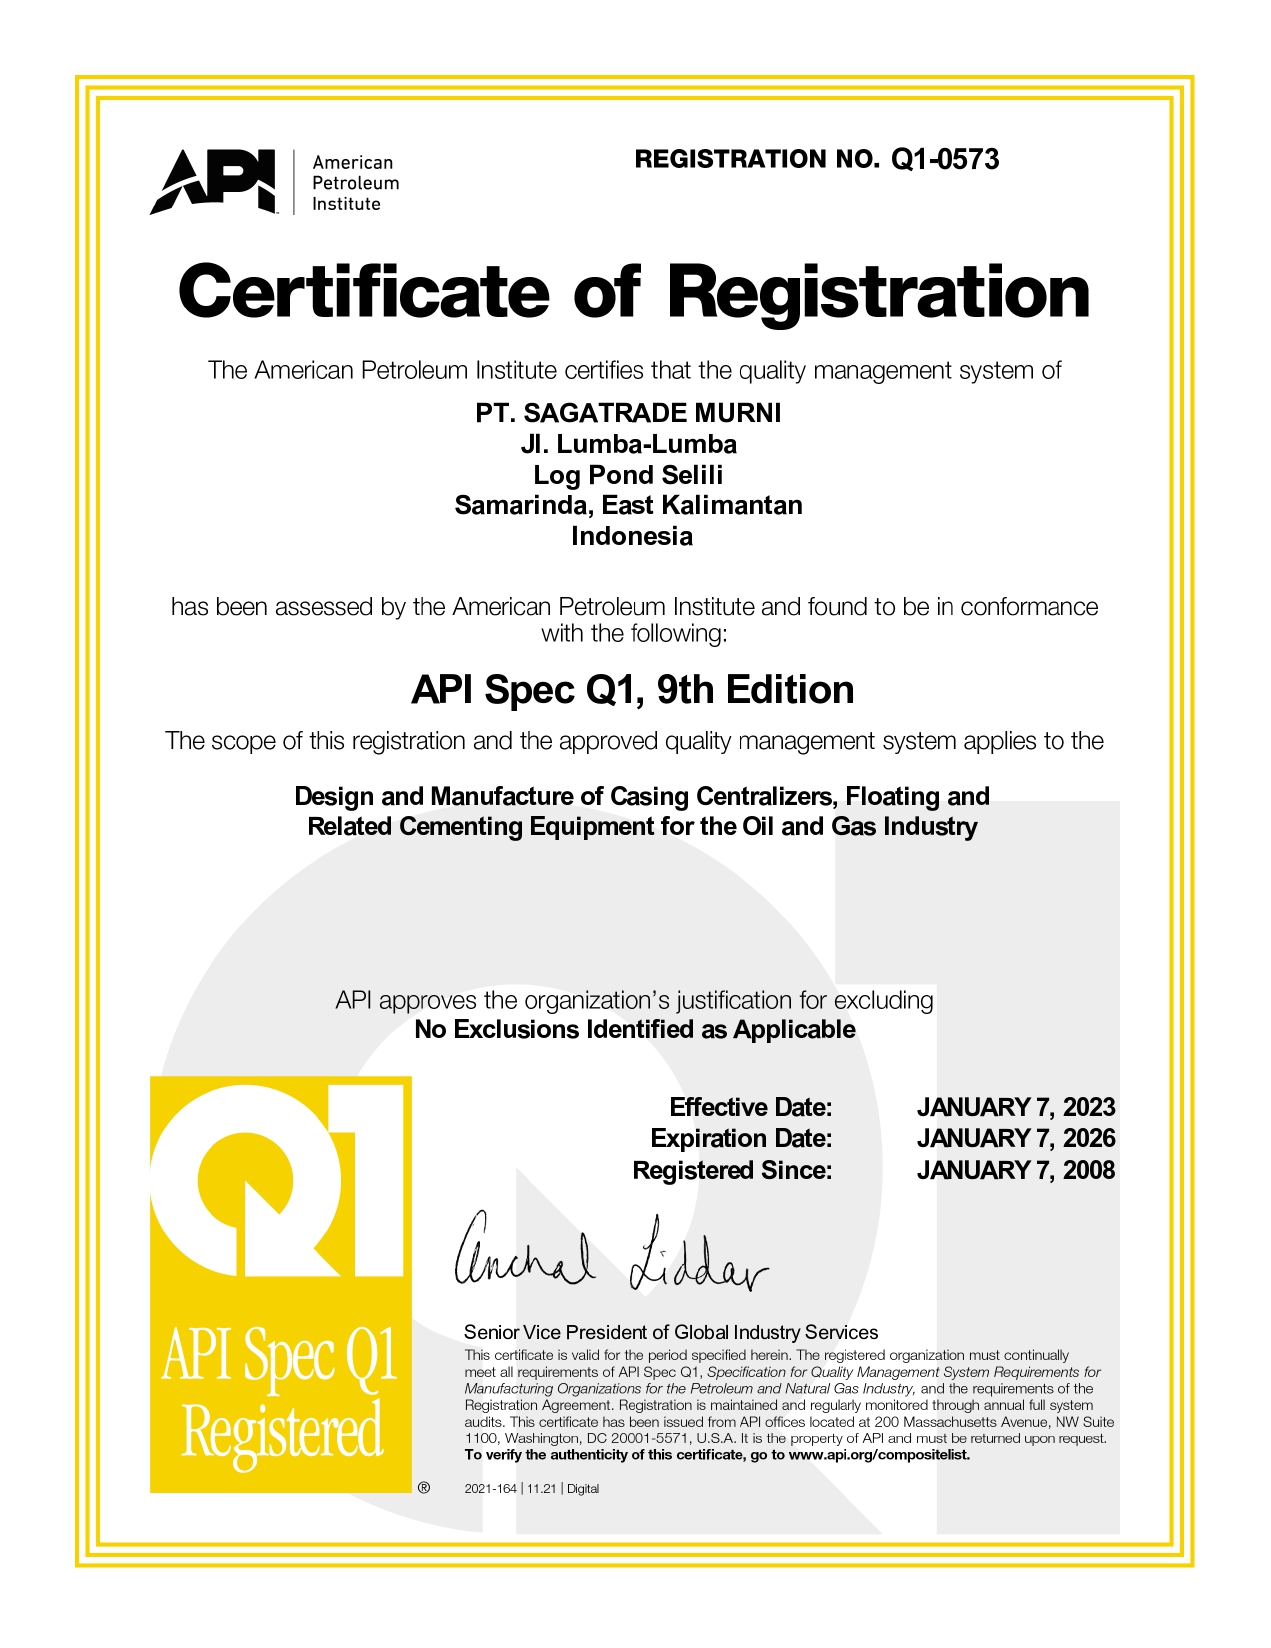 API
American
Petroleum
Institute
REGISTRATION NO. Q1-0573
Certificate of Registration
The American Petroleum Institute certifies that the quality management system of
PT. SAGATRADE MURNI
Jl. Lumba-Lumba
Log Pond Selili
Samarinda, East Kalimantan
Indonesia
has been assessed by the American Petroleum Institute and found to be in conformance
with the following:
API Spec Q1, 9th Edition
The scope of this registration and the approved quality management system applies to the
Design and Manufacture of Casing Centralizers, Floating and
Related Cementing Equipment for the Oil and Gas Industry
API approves the organization's justification for excluding
No Exclusions Identified as Applicable
Effective Date: JANUARY 7, 2023
Expiration Date: JANUARY 7, 2026
Registered Since: JANUARY 7, 2008
Q1
API Spec Q1
Registered
®
Anchal Liddar
Senior Vice President of Global Industry Services
This certificate is valid for the period specified herein. The registered organization must continually
meet all requirements of API Spec Q1, Specification for Quality Management System Requirements for
Manufacturing Organizations for the Petroleum and Natural Gas Industry, and the requirements of the
Registration Agreement. Registration is maintained and regularly monitored through annual full system
audits. This certificate has been issued from API offices located at 200 Massachusetts Avenue, NW Suite
1100, Washington, DC 20001-5571, U.S.A. It is the property of API and must be returned upon request.
To verify the authenticity of this certificate, go to www.api.org/compositelist.
2021-164 | 11.21 | Digital